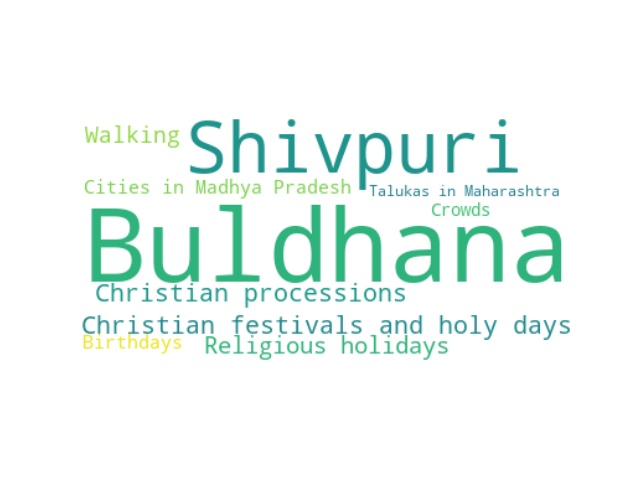 Walking
Shivpuri
Cities in Madhya Pradesh
Talukas in Maharashtra
Crowds
Buldhana
Christian processions
Christian festivals and holy days
Birthdays
Religious holidays